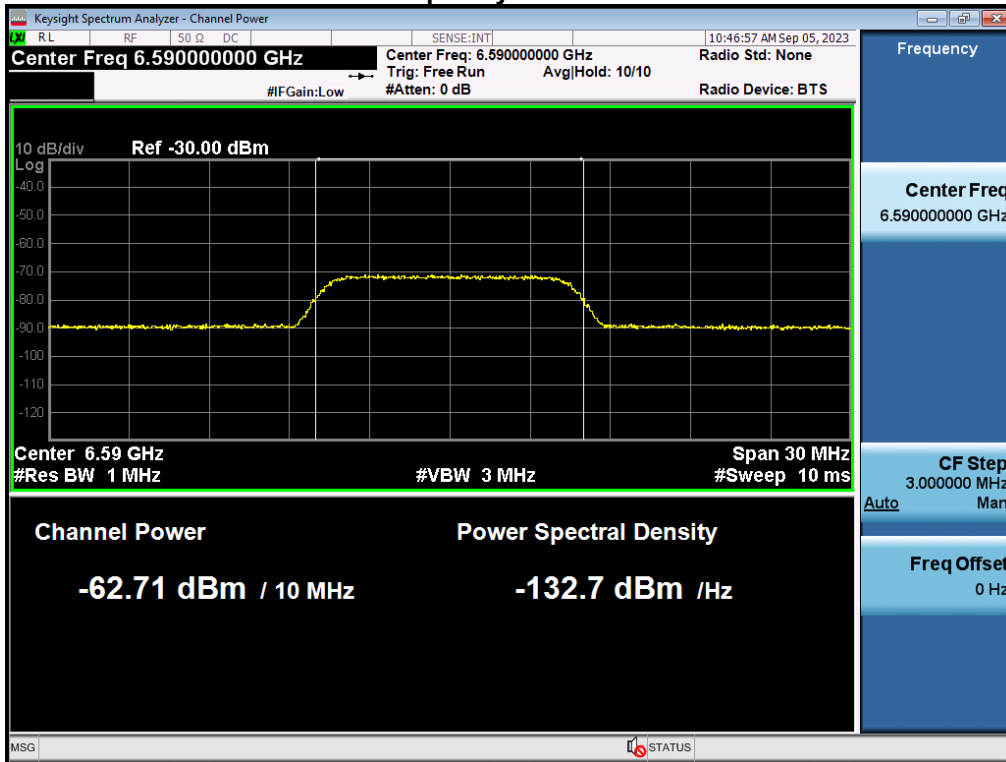 Keysight Spectrum Analyzer - Channel Power
LXI RL RF 50 Ω DC SENSE:INT 10:46:57 AM Sep 05, 2023
Center Freq 6.590000000 GHz
Center Freq: 6.590000000 GHz
Radio Std: None
Trig: Free Run Avg|Hold: 10/10
#IFGain:Low
#Atten: 0 dB
Radio Device: BTS
10 dB/div Ref -30.00 dBm
Log
-40.0
-50.0
-60.0
-70.0
-80.0
-90.0
-100
-110
-120
Center 6.59 GHz
Span 30 MHz
#Res BW 1 MHz
#VBW 3 MHz
#Sweep 10 ms
Channel Power
Power Spectral Density
-62.71 dBm / 10 MHz
-132.7 dBm /Hz
Frequency
Center Freq
6.590000000 GHz
CF Step
3.000000 MHz
Auto Man
Freq Offset
0 Hz
MSG
STATUS